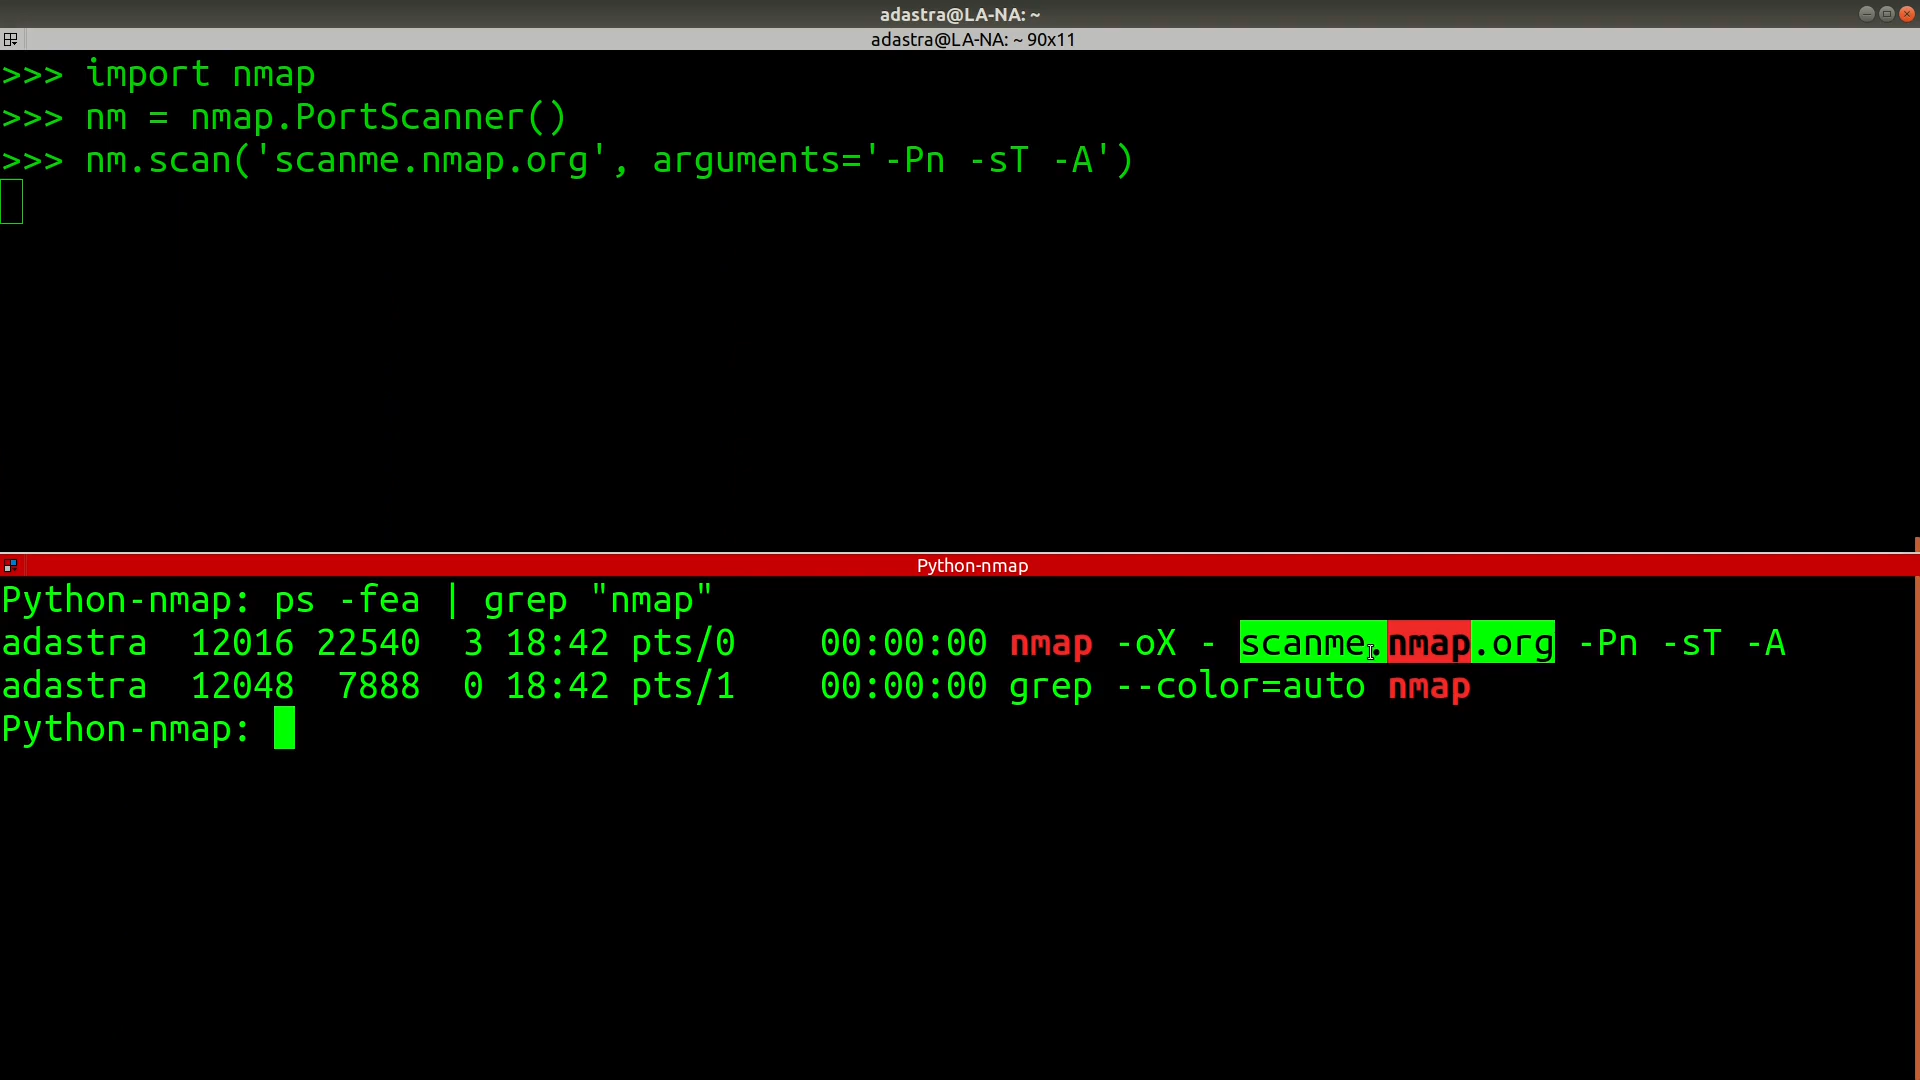 adastra@LA-NA: ~
adastra@LA-NA: ~ 90x11
>>> import nmap
>>> nm = nmap.PortScanner()
>>> nm.scan('scanme.nmap.org', arguments='-Pn -sT -A')
Python-nmap
Python-nmap: ps -fea | grep "nmap"
adastra  12016 22540  3 18:42 pts/0    00:00:00 nmap -oX - scanme.nmap.org -Pn -sT -A
adastra  12048  7888  0 18:42 pts/1    00:00:00 grep --color=auto nmap
Python-nmap: